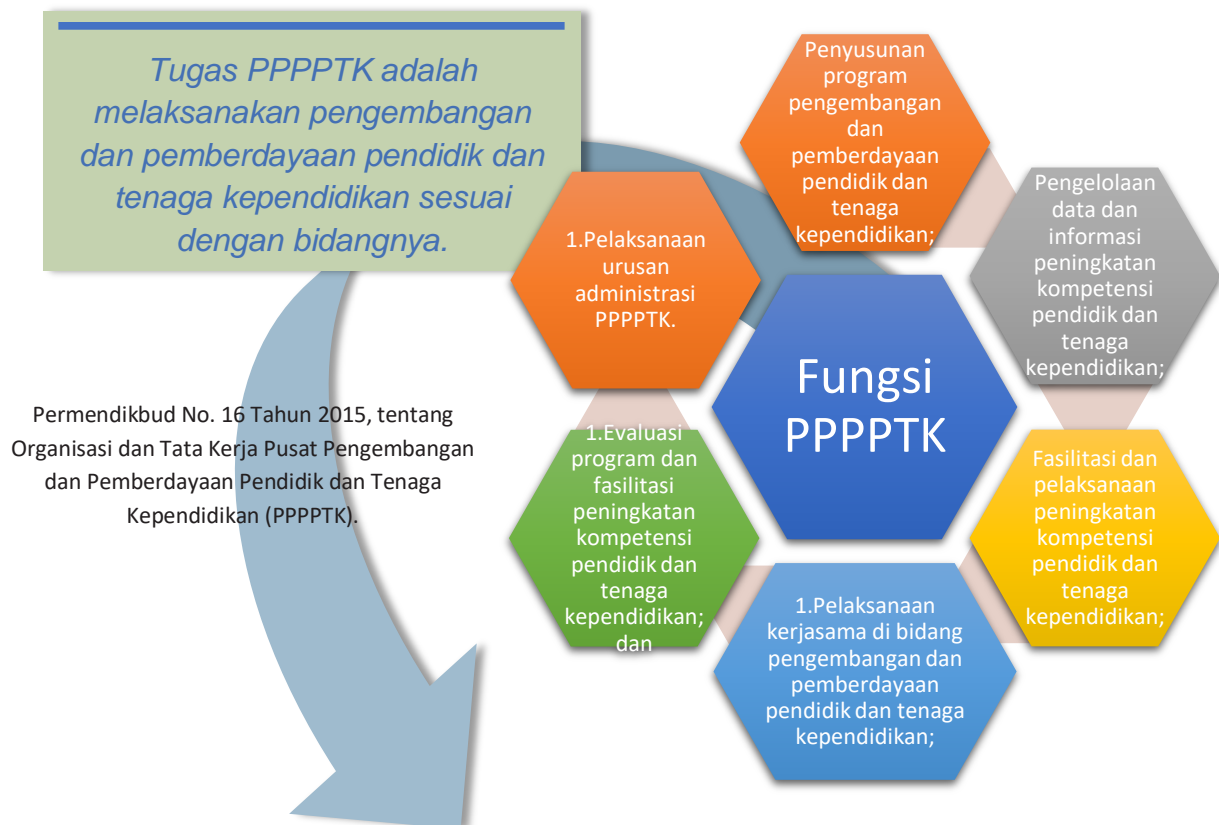 Tugas PPPPTK adalah
melaksanakan pengembangan
dan pemberdayaan pendidik dan
tenaga kependidikan sesuai
dengan bidangnya.
Permendikbud No. 16 Tahun 2015, tentang
Organisasi dan Tata Kerja Pusat Pengembangan
dan Pemberdayaan Pendidik dan Tenaga
Kependidikan (PPPPTK).
Fungsi
PPPPTK
Penyusunan
program
pengembangan
dan
pemberdayaan
pendidik dan
tenaga
kependidikan;
Pengelolaan
data dan
informasi
peningkatan
kompetensi
pendidik dan
tenaga
kependidikan;
Fasilitasi dan
pelaksanaan
peningkatan
kompetensi
pendidik dan
tenaga
kependidikan;
1.Pelaksanaan
kerjasama di bidang
pengembangan dan
pemberdayaan
pendidik dan tenaga
kependidikan;
1.Evaluasi
program dan
fasilitasi
peningkatan
kompetensi
pendidik dan
tenaga
kependidikan;
dan
1.Pelaksanaan
urusan
administrasi
PPPPTK.